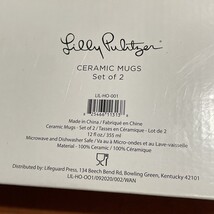 Lilly Pulitzer
CERAMIC MUGS
Set of 2
LIL-HO-001
Made in China / Fabriqué en Chine
Ceramic Mugs - Set of 2 / Tasses en Céramique - Lot de 2
12 fl oz / 355 ml
Microwave and Dishwasher Safe / Va au Micro-ondes et au Lave-vaisselle
Material - 100% Ceramic / 100% Céramique
LIL-HO-001/092020/002/WAN
Distributed by: Lifeguard Press, 134 Beech Bend Rd, Bowling Green, Kentucky-42101